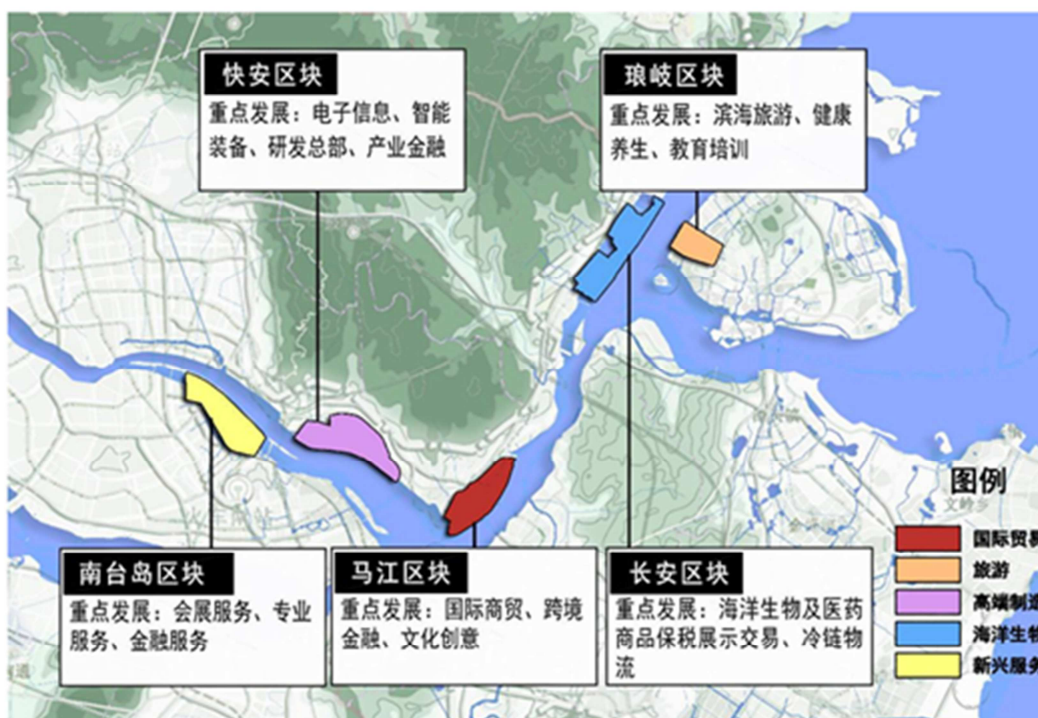 快安区块
重点发展：电子信息、智能
装备、研发总部、产业金融
琅岐区块
重点发展：滨海旅游、健康
养生、教育培训
南台岛区块
重点发展：会展服务、专业
服务、金融服务
马江区块
重点发展：国际商贸、跨境
金融、文化创意
长安区块
重点发展：海洋生物及医药
商品保税展示交易、冷链物
流
图例
文岭乡
国际贸易
旅游
高端制造
海洋生物
新兴服务